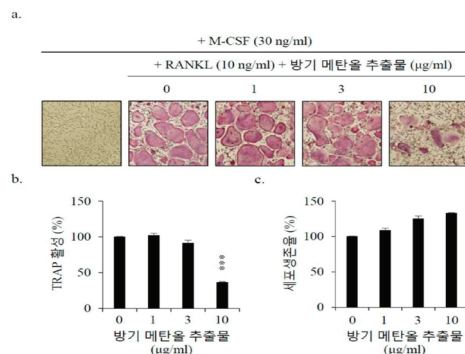 a.
+ M-CSF (30 ng/ml)
+ RANKL (10 ng/ml) + 방기 메탄올 추출물 (μg/ml)
0 1 3 10
b.
TRAP 활성 (%)
150
100
50
0
***
0 1 3 10
방기 메탄올 추출물
(μg/ml)
c.
세포생존율 (%)
150
100
50
0
0 1 3 10
방기 메탄올 추출물
(μg/ml)